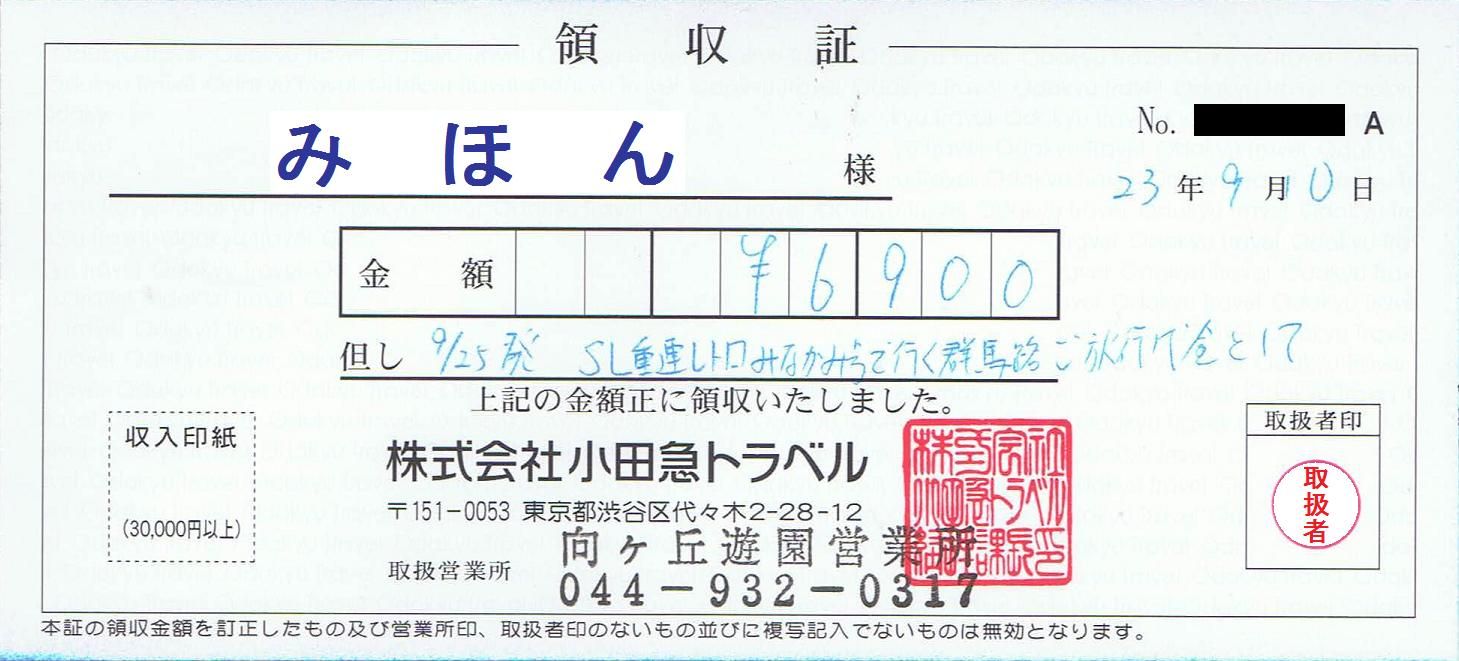 領収証
No. A
みほん 様
23年9月10日
金額 ¥6900
但し 9/25発 SL重連レトロみなかみ号で行く群馬路 ご旅行代金として
上記の金額正に領収いたしました。
収入印紙
(30,000円以上)
株式会社小田急トラベル
〒151-0053 東京都渋谷区代々木2-28-12
取扱営業所 向ヶ丘遊園営業所
044-932-0317
取扱者印
取扱者
本証の領収金額を訂正したもの及び営業所印、取扱者印のないもの並びに複写記入でないものは無効となります。